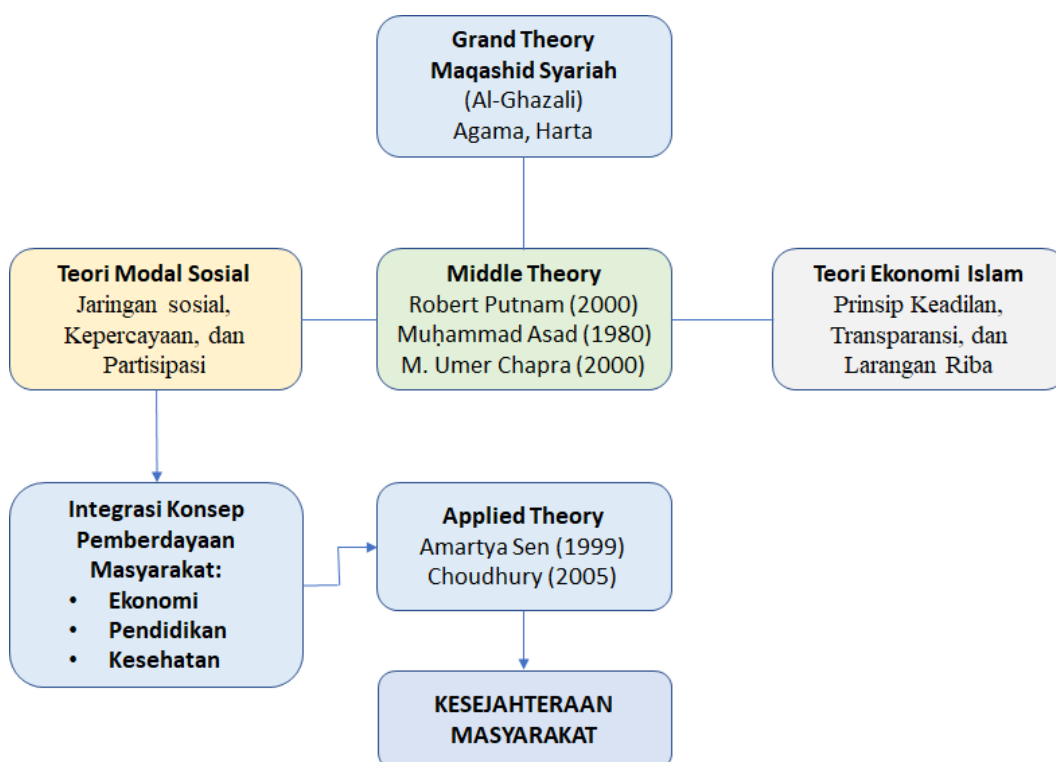 Grand Theory
Maqashid Syariah
(Al-Ghazali)
Agama, Harta
Teori Modal Sosial
Jaringan sosial,
Kepercayaan, dan
Partisipasi
Middle Theory
Robert Putnam (2000)
Muḥammad Asad (1980)
M. Umer Chapra (2000)
Teori Ekonomi Islam
Prinsip Keadilan,
Transparansi, dan
Larangan Riba
Integrasi Konsep
Pemberdayaan
Masyarakat:
• Ekonomi
• Pendidikan
• Kesehatan
Applied Theory
Amartya Sen (1999)
Choudhury (2005)
KESEJAHTERAAN
MASYARAKAT